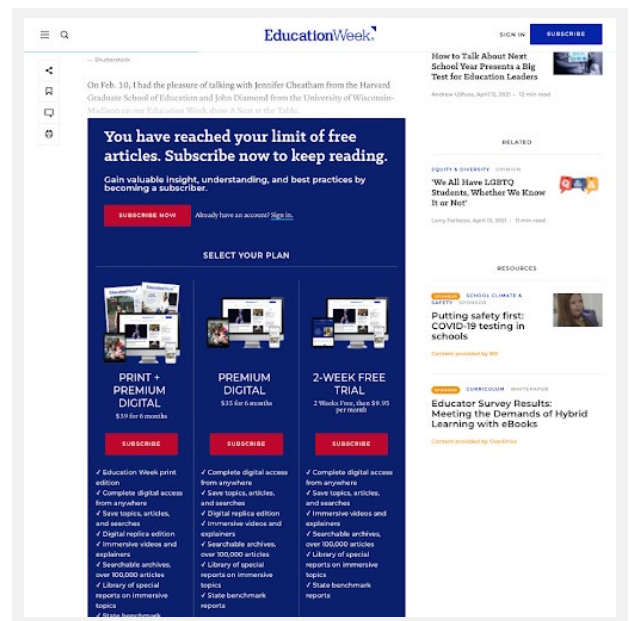 EducationWeek.
SIGN IN
SUBSCRIBE
— Shutterstock
On Feb. 10, I had the pleasure of talking with Jennifer Cheatham from the Harvard
Graduate School of Education and John Diamond from the University of Wisconsin-
Madison on our Education Week show A Seat at the Table.
You have reached your limit of free
articles. Subscribe now to keep reading.
Gain valuable insight, understanding, and best practices by
becoming a subscriber.
SUBSCRIBE NOW
Already have an account? Sign in.
SELECT YOUR PLAN
PRINT +
PREMIUM
DIGITAL
$39 for 6 months
SUBSCRIBE
✓ Education Week print
edition
✓ Complete digital access
from anywhere
✓ Save topics, articles,
and searches
✓ Digital replica edition
✓ Immersive videos and
explainers
✓ Searchable archives,
over 100,000 articles
✓ Library of special
reports on immersive
topics
✓ State benchmark
PREMIUM
DIGITAL
$35 for 6 months
SUBSCRIBE
✓ Complete digital access
from anywhere
✓ Save topics, articles,
and searches
✓ Digital replica edition
✓ Immersive videos and
explainers
✓ Searchable archives,
over 100,000 articles
✓ Library of special
reports on immersive
topics
✓ State benchmark
reports
2-WEEK FREE
TRIAL
2 Weeks Free, then $9.95
per month
SUBSCRIBE
✓ Complete digital access
from anywhere
✓ Save topics, articles,
and searches
✓ Immersive videos and
explainers
✓ Searchable archives,
over 100,000 articles
✓ Library of special
reports on immersive
topics
✓ State benchmark
reports
How to Talk About Next
School Year Presents a Big
Test for Education Leaders
Andrew Ujifusa, April 12, 2021 • 12 min read
RELATED
EQUITY & DIVERSITY OPINION
'We All Have LGBTQ
Students, Whether We Know
It or Not'
Larry Ferlazzo, April 13, 2021 • 11 min read
RESOURCES
SPONSOR SCHOOL CLIMATE &
SAFETY SPONSOR
Putting safety first:
COVID-19 testing in
schools
Content provided by BD
SPONSOR CURRICULUM WHITEPAPER
Educator Survey Results:
Meeting the Demands of Hybrid
Learning with eBooks
Content provided by OverDrive